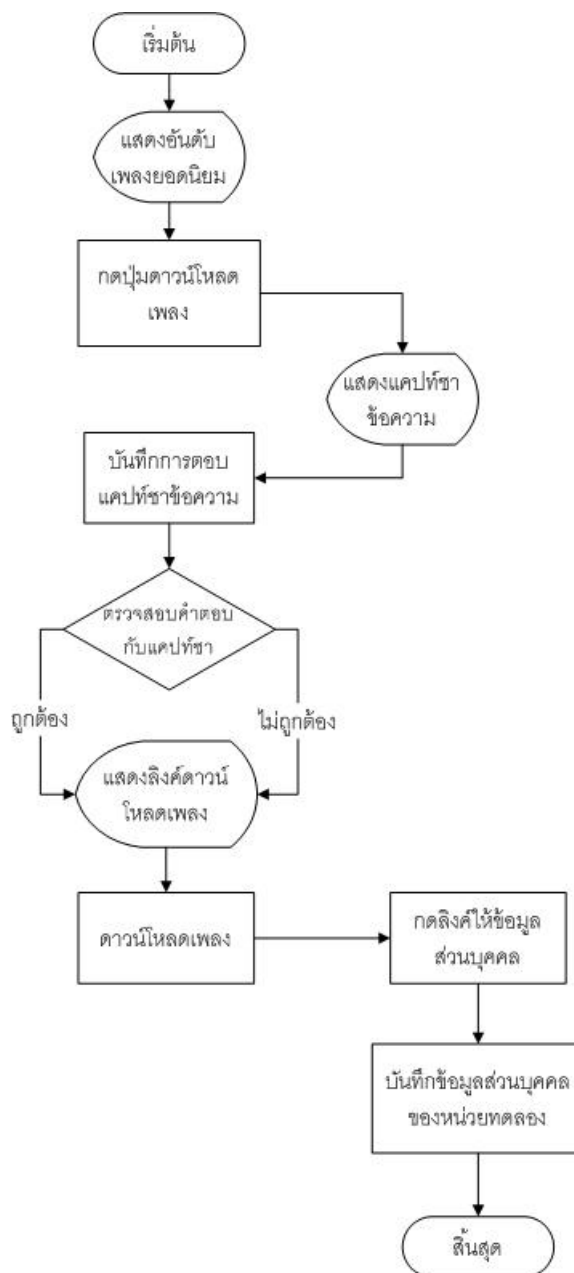 เริ่มต้น
แสดงอันดับ
เพลงยอดนิยม
กดปุ่มดาวน์โหลด
เพลง
แสดงแคปท์ชา
ข้อความ
บันทึกการตอบ
แคปท์ชาข้อความ
ตรวจสอบคำตอบ
กับแคปท์ชา
ถูกต้อง
ไม่ถูกต้อง
แสดงลิงค์ดาวน์
โหลดเพลง
ดาวน์โหลดเพลง
กดลิงค์ให้ข้อมูล
ส่วนบุคคล
บันทึกข้อมูลส่วนบุคคล
ของหน่วยทดลอง
สิ้นสุด